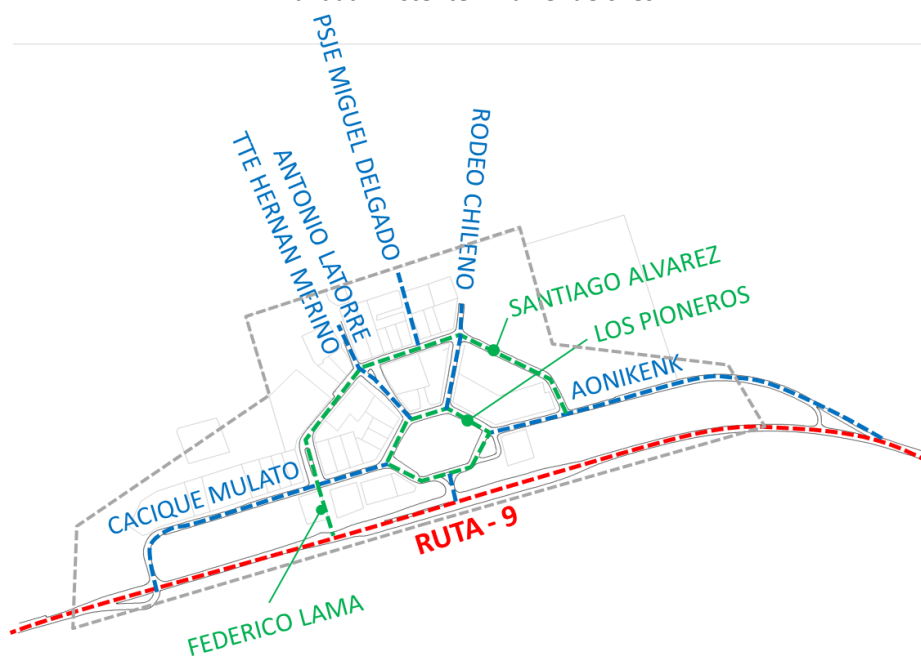 PSJE MIGUEL DELGADO
RODEO CHILENO
ANTONIO LATORRE
TTE HERNAN MERINO
SANTIAGO ALVAREZ
LOS PIONEROS
AONIKENK
CACIQUE MULATO
RUTA - 9
FEDERICO LAMA